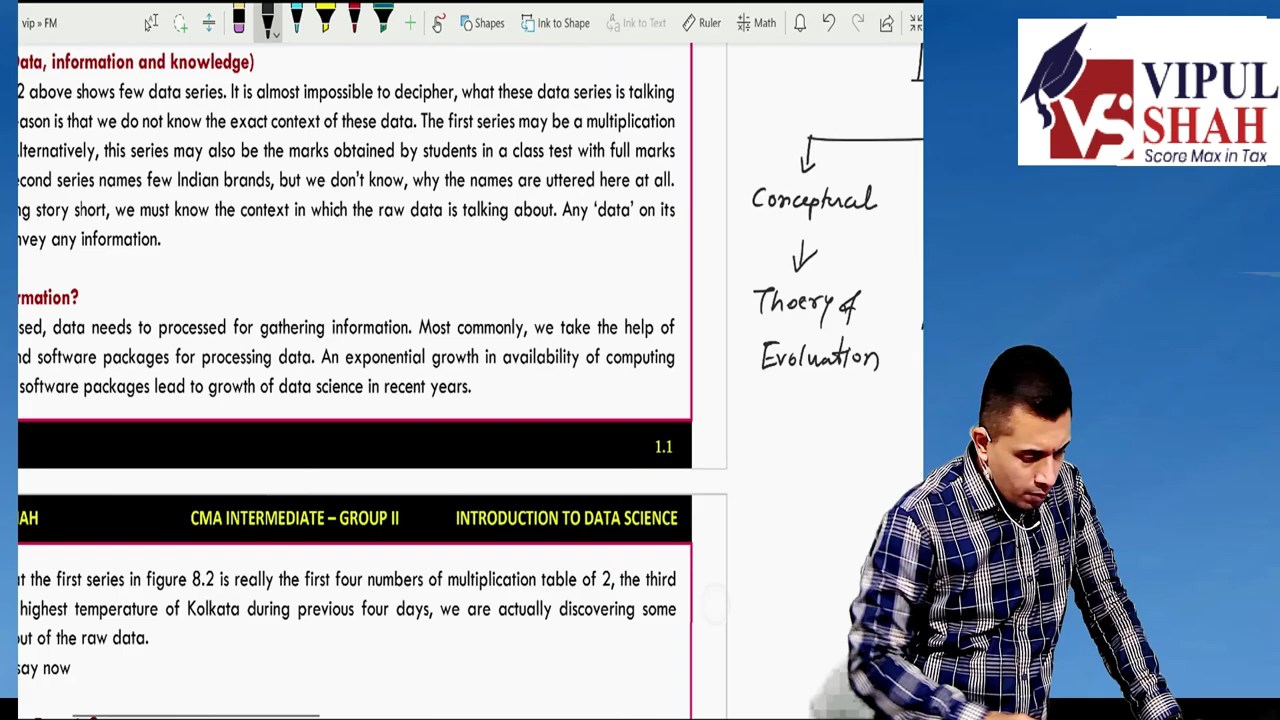 vip » FM
Shapes
Ink to Shape
Ink to Text
Ruler
Math
VIPUL
SHAH
Score Max in Tax
VS
ata, information and knowledge)
2 above shows few data series. It is almost impossible to decipher, what these data series is talking
ason is that we do not know the exact context of these data. The first series may be a multiplication
lternatively, this series may also be the marks obtained by students in a class test with full marks
econd series names few Indian brands, but we don't know, why the names are uttered here at all.
ng story short, we must know the context in which the raw data is talking about. Any 'data' on its
nvey any information.
rmation?
sed, data needs to processed for gathering information. Most commonly, we take the help of
nd software packages for processing data. An exponential growth in availability of computing
software packages lead to growth of data science in recent years.
1.1
Conceptual
Thoery of
Evoluation
HAH CMA INTERMEDIATE – GROUP II INTRODUCTION TO DATA SCIENCE
at the first series in figure 8.2 is really the first four numbers of multiplication table of 2, the third
highest temperature of Kolkata during previous four days, we are actually discovering some
out of the raw data.
say now